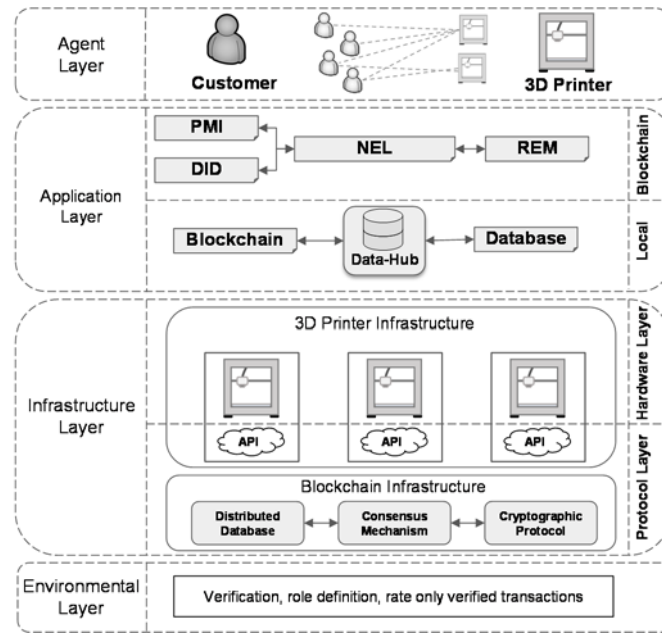 Agent
Layer
Customer
3D Printer
Application
Layer
PMI
DID
NEL
REM
Blockchain
Blockchain
Data-Hub
Database
Local
Infrastructure
Layer
3D Printer Infrastructure
API
API
API
Hardware Layer
Blockchain Infrastructure
Distributed
Database
Consensus
Mechanism
Cryptographic
Protocol
Protocol Layer
Environmental
Layer
Verification, role definition, rate only verified transactions